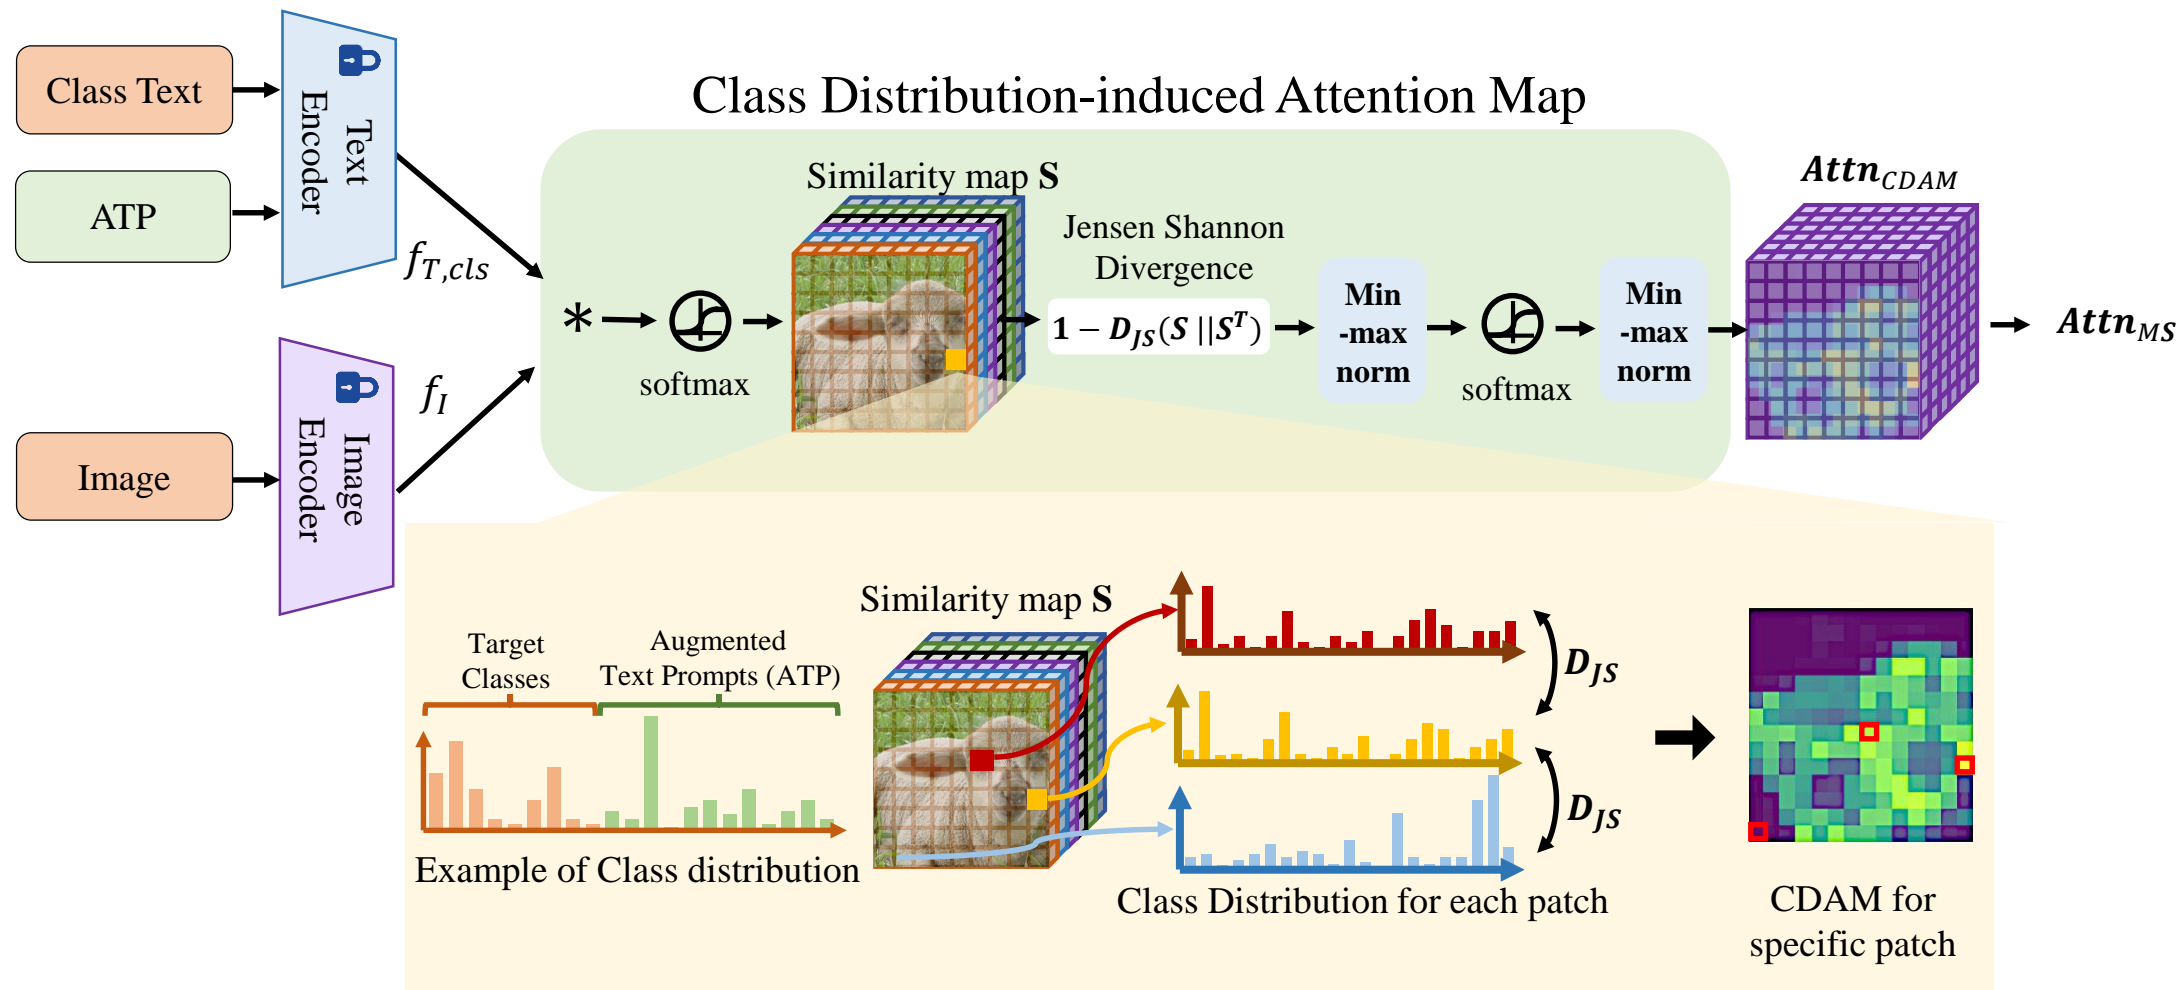 Class Text
ATP
Text
Encoder
f_{T,cls}
Image
Image
Encoder
f_I
Class Distribution-induced Attention Map
*
softmax
Similarity map S
Jensen Shannon
Divergence
1 − D_{JS}(S ||S^T)
Min
-max
norm
softmax
Min
-max
norm
Attn_{CDAM}
Attn_{MS}
Target
Classes
Augmented
Text Prompts (ATP)
Example of Class distribution
Similarity map S
D_{JS}
D_{JS}
Class Distribution for each patch
CDAM for
specific patch